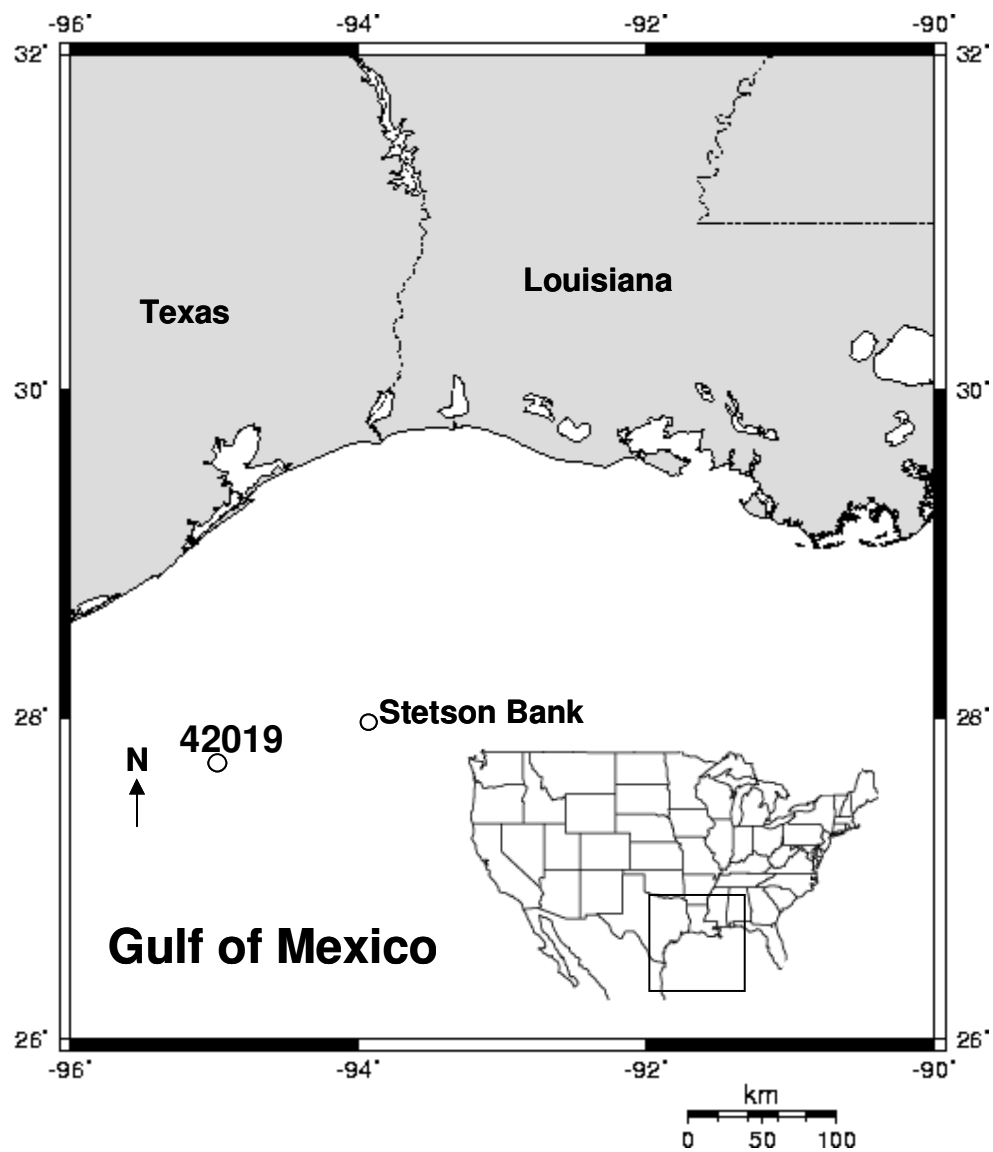 -96° -94° -92° -90°
32° 32°
Louisiana
Texas
30° 30°
Stetson Bank
28° 28°
42019
N
Gulf of Mexico
26° 26°
-96° -94° -92° -90°
km
0 50 100